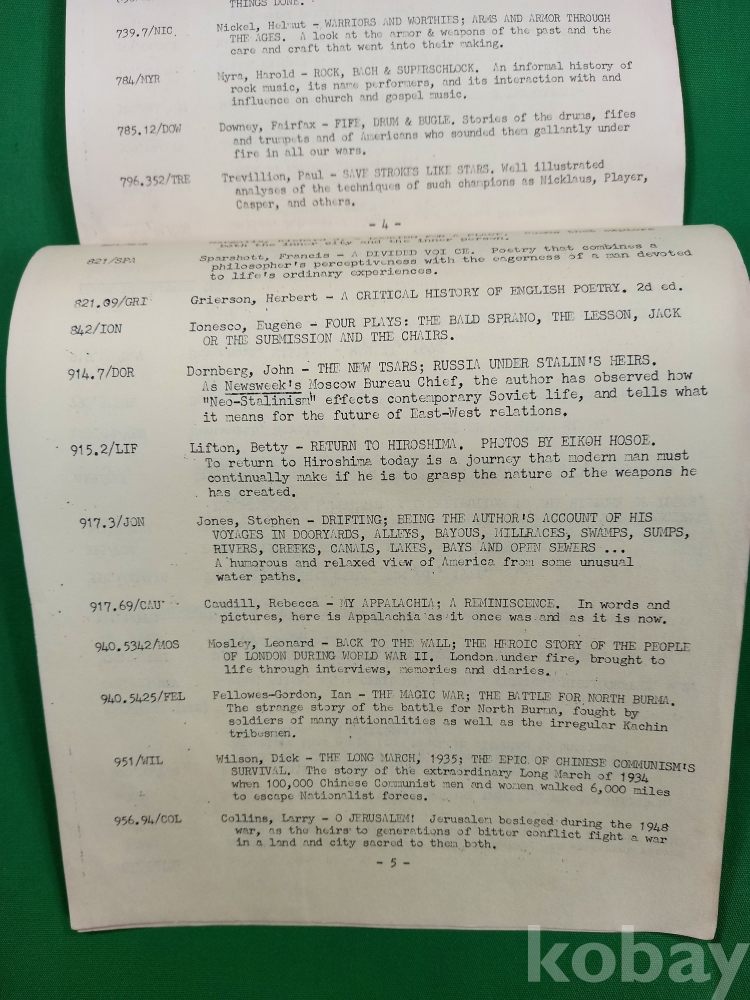 THINGS DONE.
739.7/NIC. Nickel, Helmut - WARRIORS AND WORTHIES; ARMS AND ARMOR THROUGH
THE AGES. A look at the armor & weapons of the past and the
care and craft that went into their making.
784/MYR Myra, Harold - ROCK, BACH & SUPERSCHLOCK. An informal history of
rock music, its name performers, and its interaction with and
influence on church and gospel music.
785.12/DOW Downey, Fairfax - FIFE, DRUM & BUGLE. Stories of the drums, fifes
and trumpets and of Americans who sounded them gallantly under
fire in all our wars.
796.352/TRE Trevillion, Paul - SAVE STROKES LIKE STARS. Well illustrated
analyses of the techniques of such champions as Nicklaus, Player,
Casper, and others.
- 4 -
both the inner city and the inner person.
821/SPA Sparshott, Francis - A DIVIDED VOI CE. Poetry that combines a
philosopher's perceptiveness with the eagerness of a man devoted
to life's ordinary experiences.
821.09/GRI Grierson, Herbert - A CRITICAL HISTORY OF ENGLISH POETRY. 2d ed.
842/ION Ionesco, Eugene - FOUR PLAYS: THE BALD SPRANO, THE LESSON, JACK
OR THE SUBMISSION AND THE CHAIRS.
914.7/DOR Dornberg, John - THE NEW TSARS; RUSSIA UNDER STALIN'S HEIRS.
As Newsweek's Moscow Bureau Chief, the author has observed how
"Neo-Stalinism" effects contemporary Soviet life, and tells what
it means for the future of East-West relations.
915.2/LIF Lifton, Betty - RETURN TO HIROSHIMA. PHOTOS BY EIKOH HOSOE.
To return to Hiroshima today is a journey that modern man must
continually make if he is to grasp the nature of the weapons he
has created.
917.3/JON Jones, Stephen - DRIFTING; BEING THE AUTHOR'S ACCOUNT OF HIS
VOYAGES IN DOORYARDS, ALLEYS, BAYOUS, MILLRACES, SWAMPS, SUMPS,
RIVERS, CREEKS, CANALS, LAKES, BAYS AND OPEN SEWERS ...
A humorous and relaxed view of America from some unusual
water paths.
917.69/CAU Caudill, Rebecca - MY APPALACHIA; A REMINISCENCE. In words and
pictures, here is Appalachia as it once was and as it is now.
940.5342/MOS Mosley, Leonard - BACK TO THE WALL; THE HEROIC STORY OF THE PEOPLE
OF LONDON DURING WORLD WAR II. London under fire, brought to
life through interviews, memories and diaries.
940.5425/FEL Fellowes-Gordon, Ian - THE MAGIC WAR; THE BATTLE FOR NORTH BURMA.
The strange story of the battle for North Burma, fought by
soldiers of many nationalities as well as the irregular Kachin
tribesmen.
951/WIL Wilson, Dick - THE LONG MARCH, 1935; THE EPIC OF CHINESE COMMUNISM'S
SURVIVAL. The story of the extraordinary Long March of 1934
when 100,000 Chinese Communist men and women walked 6,000 miles
to escape Nationalist forces.
956.94/COL Collins, Larry - O JERUSALEM! Jerusalem besieged during the 1948
war, as the heirs to generations of bitter conflict fight a war
in a land and city sacred to them both.
- 5 -
kobay